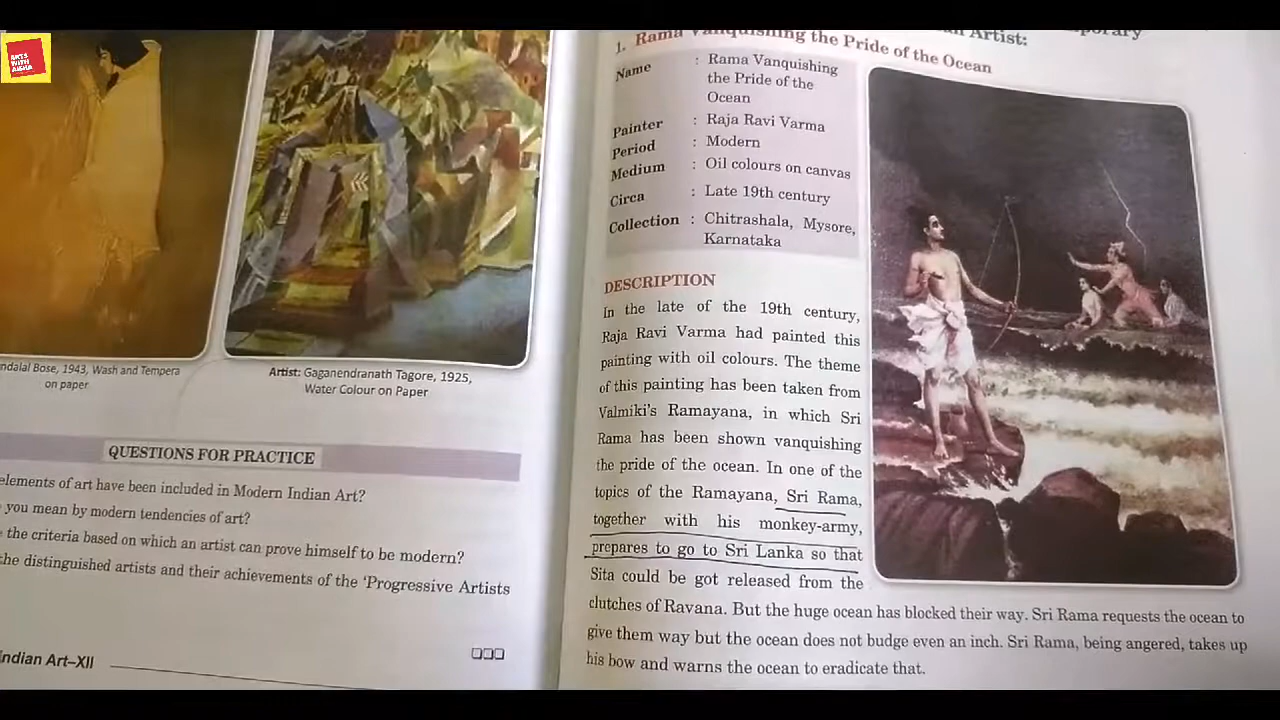 ARTS
WITH
AISHA
ndalal Bose, 1943, Wash and Tempera
on paper
Artist: Gaganendranath Tagore, 1925,
Water Colour on Paper
QUESTIONS FOR PRACTICE
elements of art have been included in Modern Indian Art?
you mean by modern tendencies of art?
the criteria based on which an artist can prove himself to be modern?
the distinguished artists and their achievements of the 'Progressive Artists
Indian Art–XII
Artist:
1. Rama Vanquishing the Pride of the Ocean
Name : Rama Vanquishing
the Pride of the
Ocean
Painter : Raja Ravi Varma
Period : Modern
Medium : Oil colours on canvas
Circa : Late 19th century
Collection : Chitrashala, Mysore,
Karnataka
DESCRIPTION
In the late of the 19th century,
Raja Ravi Varma had painted this
painting with oil colours. The theme
of this painting has been taken from
Valmiki's Ramayana, in which Sri
Rama has been shown vanquishing
the pride of the ocean. In one of the
topics of the Ramayana, Sri Rama,
together with his monkey-army,
prepares to go to Sri Lanka so that
Sita could be got released from the
clutches of Ravana. But the huge ocean has blocked their way. Sri Rama requests the ocean to
give them way but the ocean does not budge even an inch. Sri Rama, being angered, takes up
his bow and warns the ocean to eradicate that.